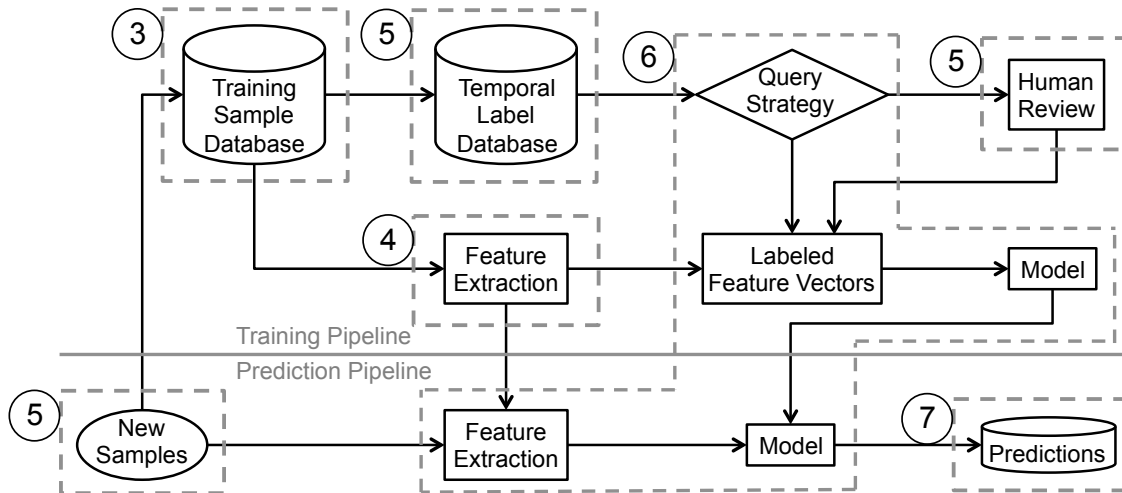 3
Training
Sample
Database
5
Temporal
Label
Database
6
Query
Strategy
5
Human
Review
4
Feature
Extraction
Labeled
Feature Vectors
Model
Training Pipeline
Prediction Pipeline
5
New
Samples
Feature
Extraction
Model
7
Predictions